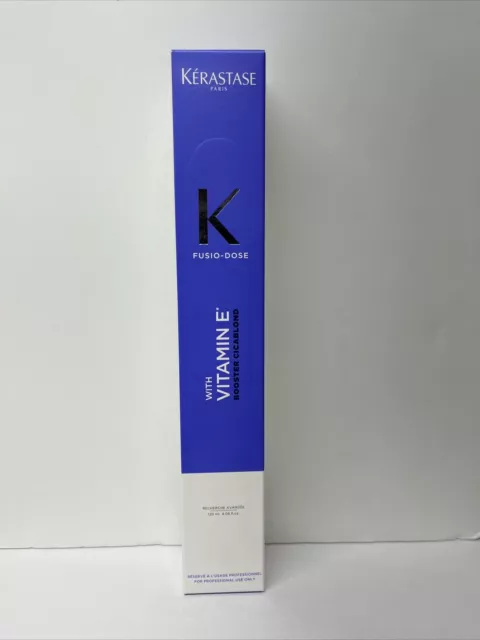 KÉRASTASE
PARIS
K
FUSIO-DOSE
WITH
VITAMIN E*
BOOSTER CICABLOND
RÉSERVÉ À L'USAGE PROFESSIONNEL
FOR PROFESSIONAL USE ONLY